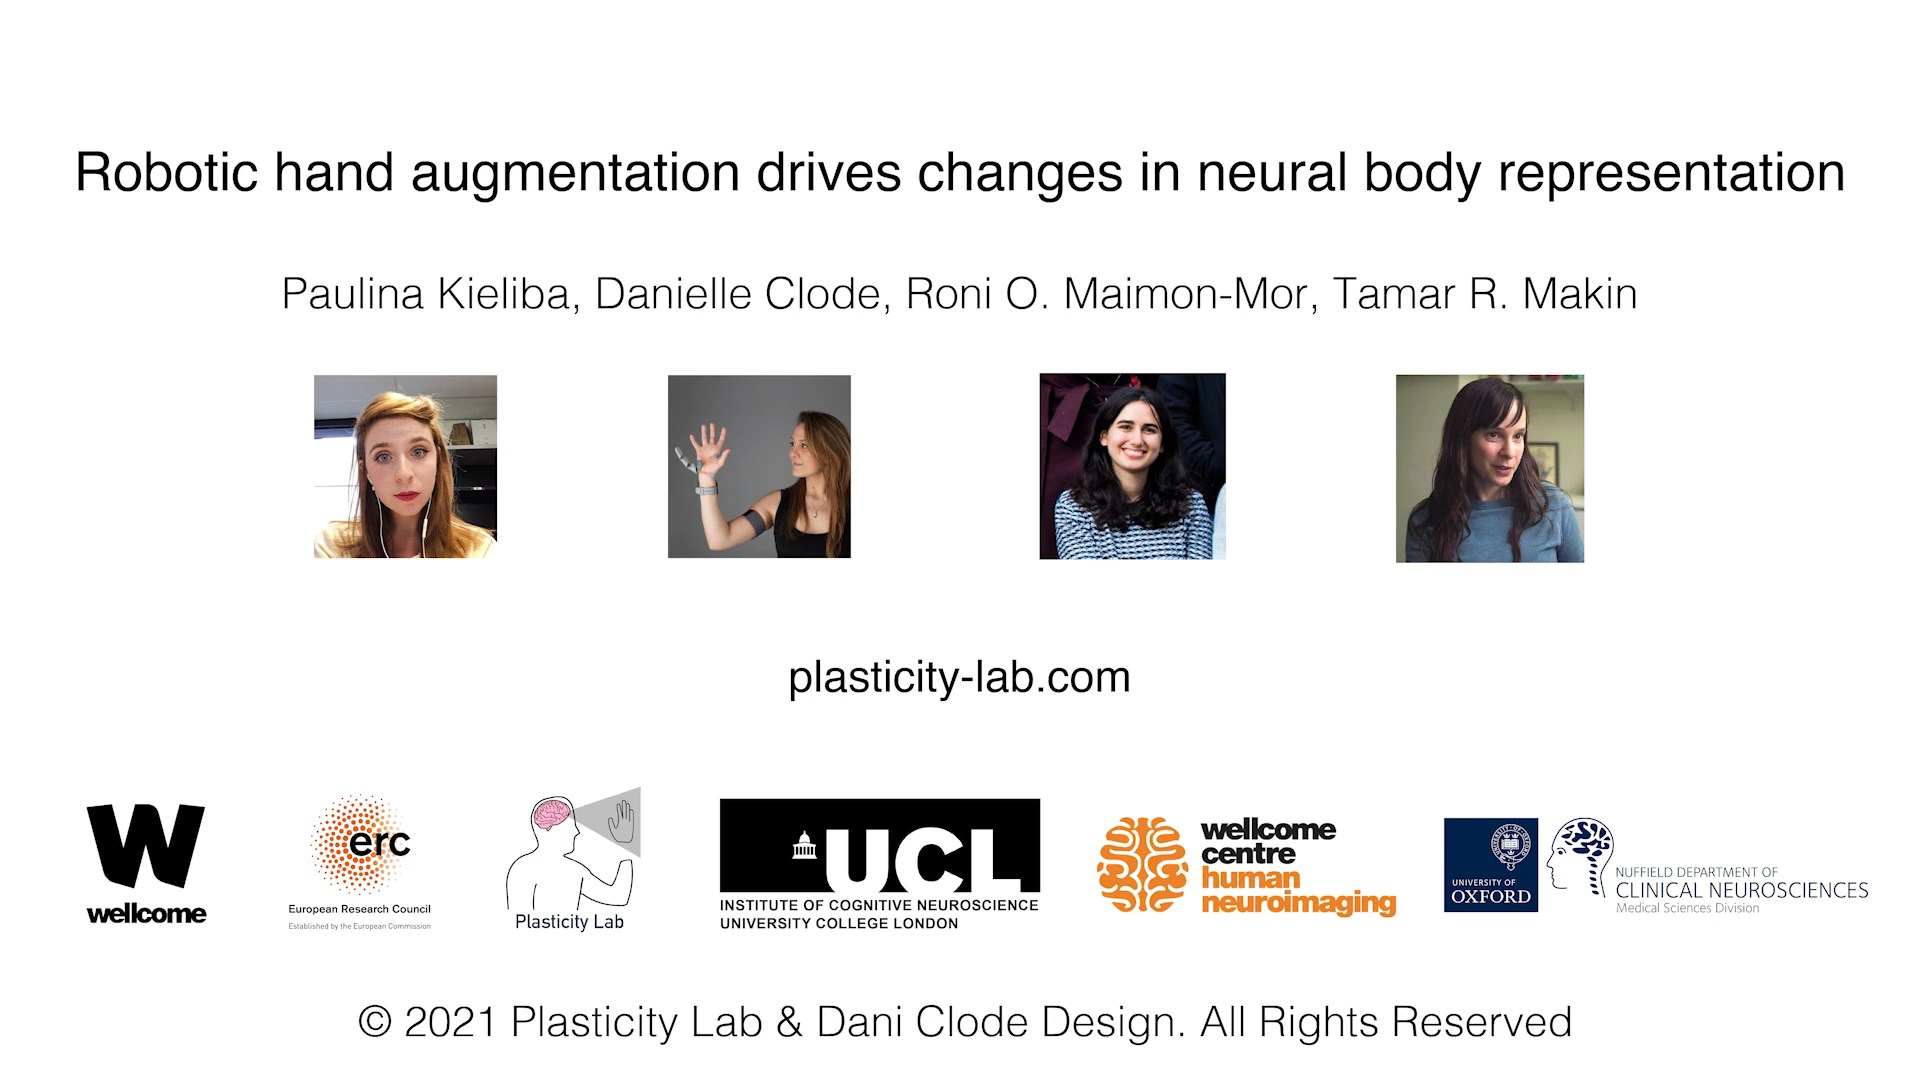 Robotic hand augmentation drives changes in neural body representation
Paulina Kieliba, Danielle Clode, Roni O. Maimon-Mor, Tamar R. Makin
plasticity-lab.com
W
wellcome
erc
European Research Council
Established by the European Commission
Plasticity Lab
UCL
INSTITUTE OF COGNITIVE NEUROSCIENCE
UNIVERSITY COLLEGE LONDON
wellcome
centre
human
neuroimaging
UNIVERSITY OF
OXFORD
NUFFIELD DEPARTMENT OF
CLINICAL NEUROSCIENCES
Medical Sciences Division
© 2021 Plasticity Lab & Dani Clode Design. All Rights Reserved